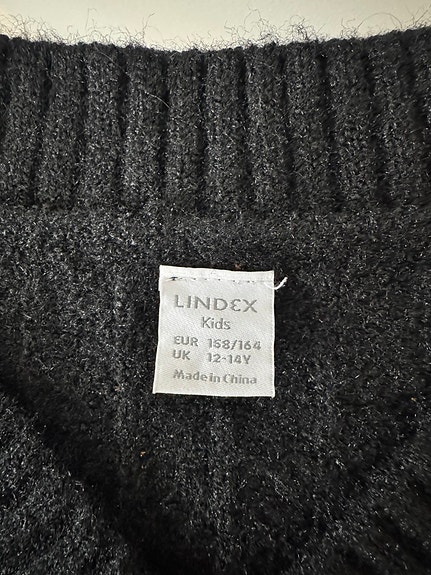 LINDEX
Kids
EUR 158/164
UK 12-14Y
Made in China